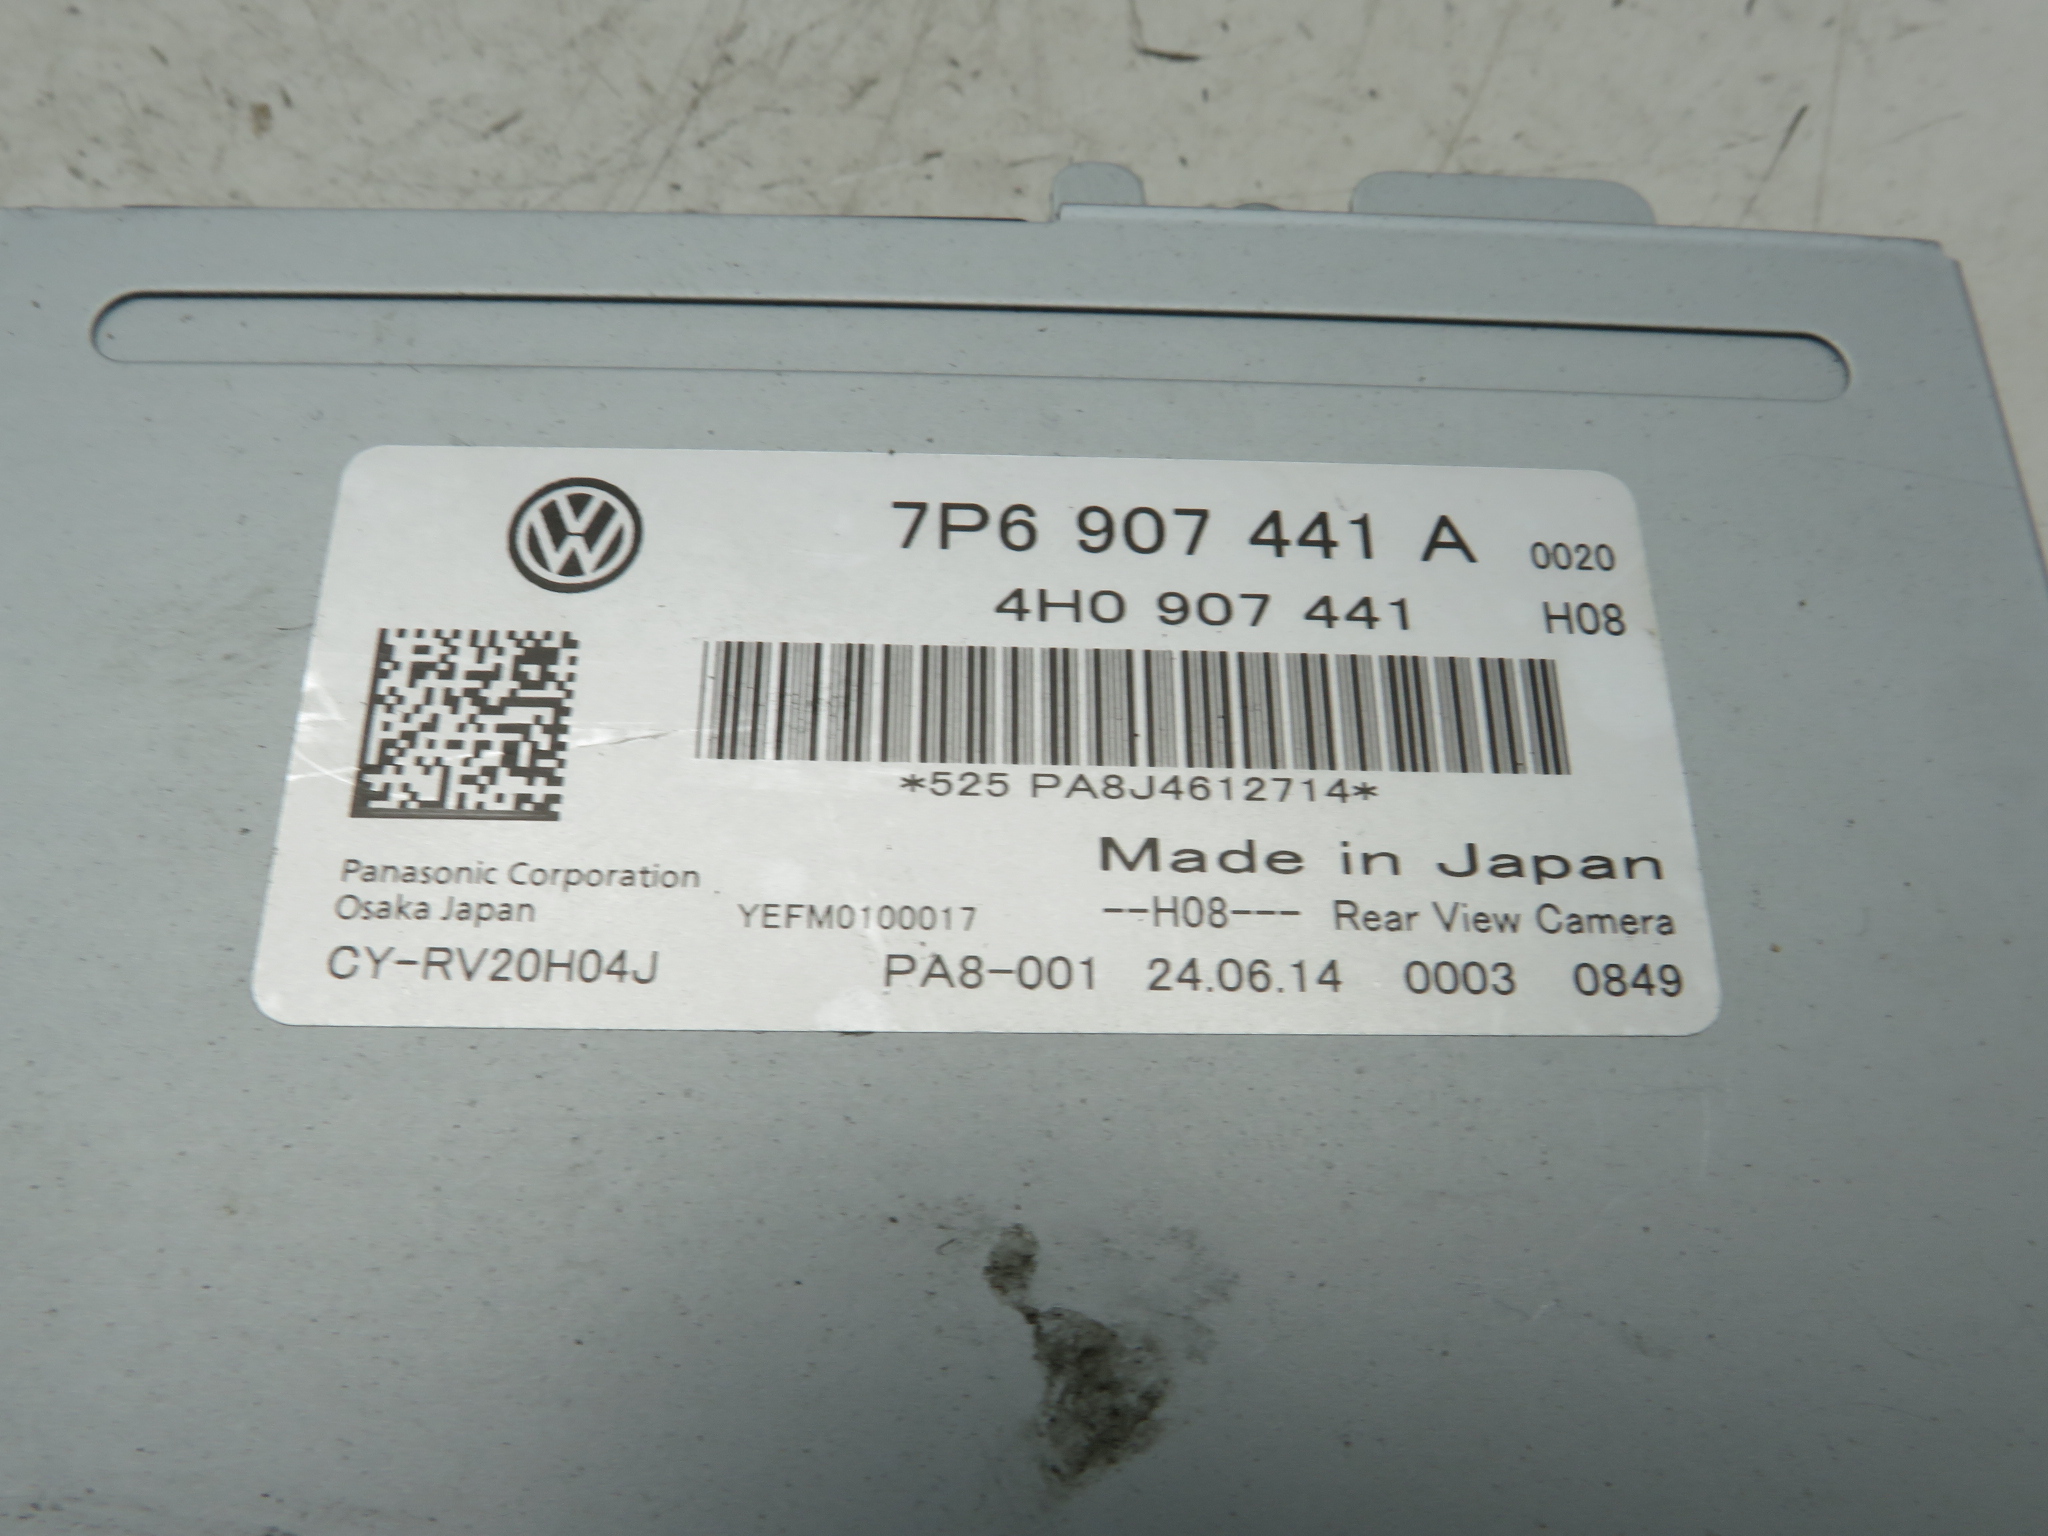 7P6 907 441 A 0020
4H0 907 441 H08
*525 PA8J4612714*
Made in Japan
Panasonic Corporation
Osaka Japan YEFM0100017 --H08--- Rear View Camera
CY-RV20H04J PA8-001 24.06.14 0003 0849